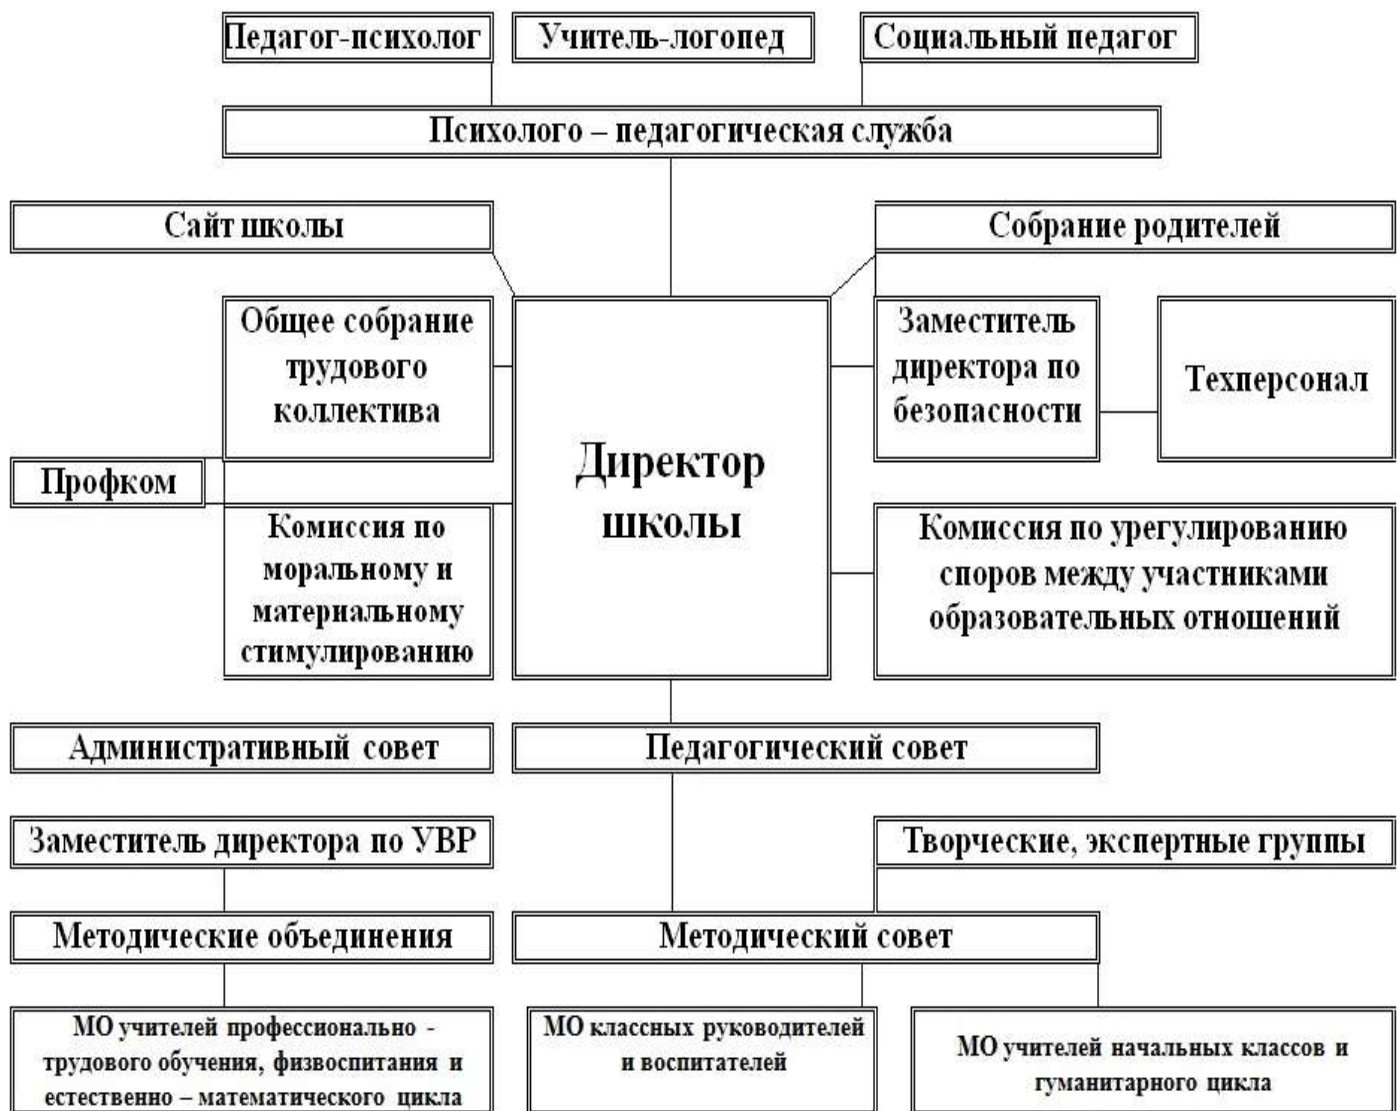 Педагог-психолог
Учитель-логопед
Социальный педагог
Психолого – педагогическая служба
Сайт школы
Собрание родителей
Общее собрание
трудового
коллектива
Заместитель
директора по
безопасности
Техперсонал
Директор
школы
Профком
Комиссия по
моральному и
материальному
стимулированию
Комиссия по урегулированию
споров между участниками
образовательных отношений
Административный совет
Педагогический совет
Заместитель директора по УВР
Творческие, экспертные группы
Методические объединения
Методический совет
МО учителей профессионально -
трудового обучения, физвоспитания и
естественно – математического цикла
МО классных руководителей
и воспитателей
МО учителей начальных классов и
гуманитарного цикла